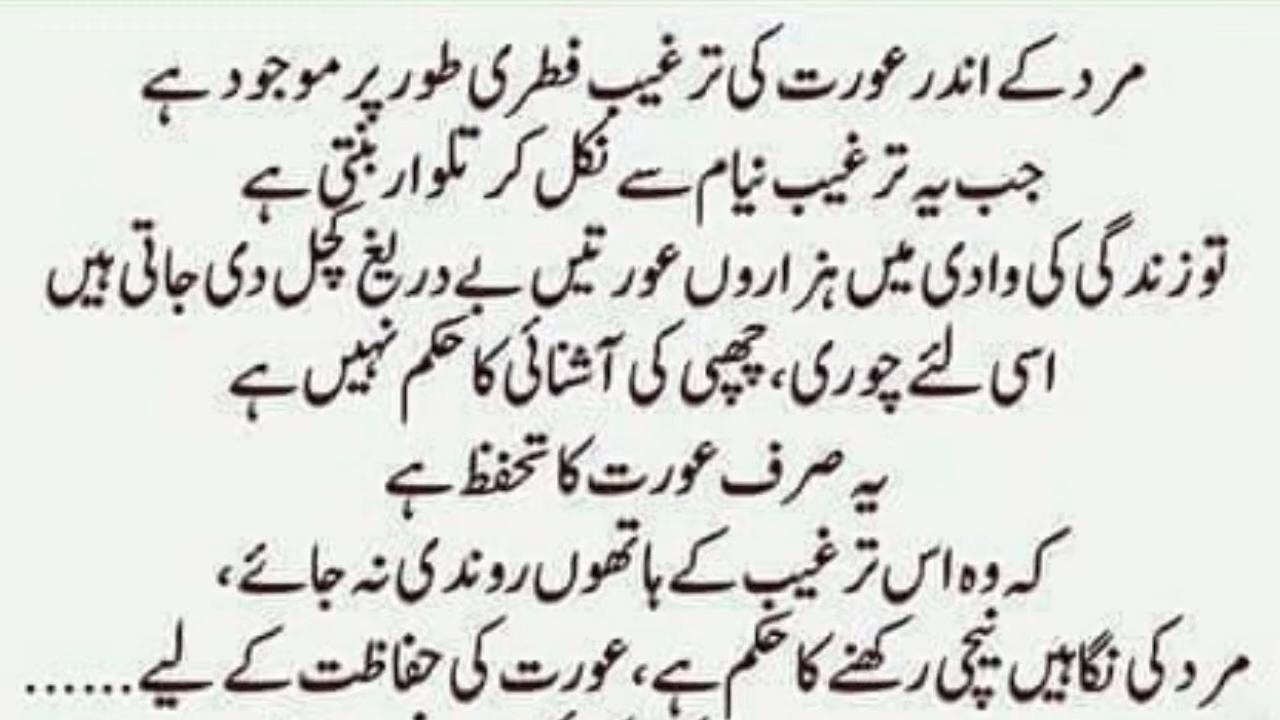 مرد کے اندر عورت کی ترغیب فطری طور پر موجود ہے
جب یہ ترغیب نیام سے نکل کر تلوار بنتی ہے
تو زندگی کی وادی میں ہزاروں عورتیں بے دریغ کچل دی جاتی ہیں
اسی لئے چوری، چھپی کی آشنائی کا حکم نہیں ہے
یہ صرف عورت کا تحفظ ہے
کہ وہ اس ترغیب کے ہاتھوں روندی نہ جائے،
مرد کی نگاہیں نیچی رکھنے کا حکم ہے، عورت کی حفاظت کے لیے......